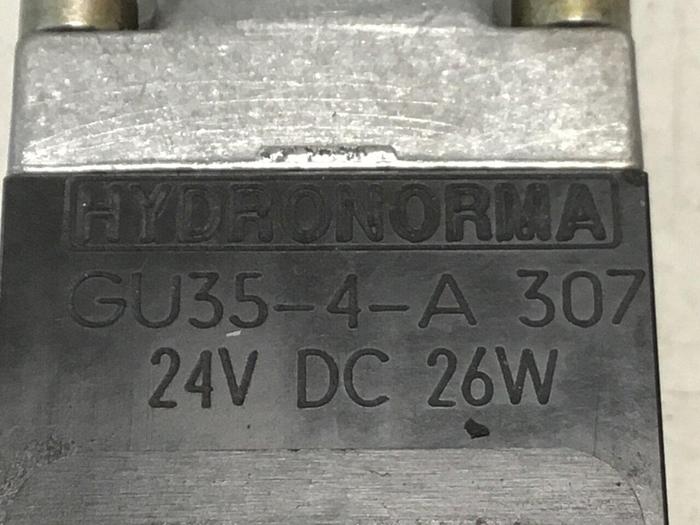 HYDRONORMA
GU35-4-A 307
24V DC 26W